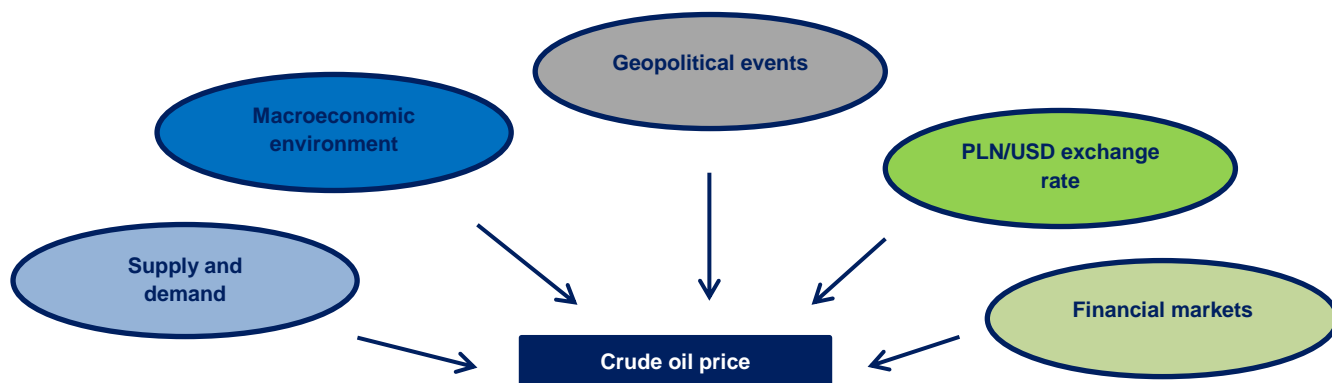 Geopolitical events
Macroeconomic
environment
PLN/USD exchange
rate
Supply and
demand
Financial markets
Crude oil price